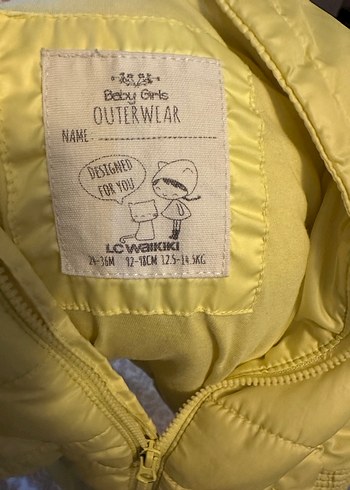 Baby Girls
OUTERWEAR
NAME
DESIGNED
FOR YOU
LC WAIKIKI
24-36M 92-98CM 12.5-14.5KG